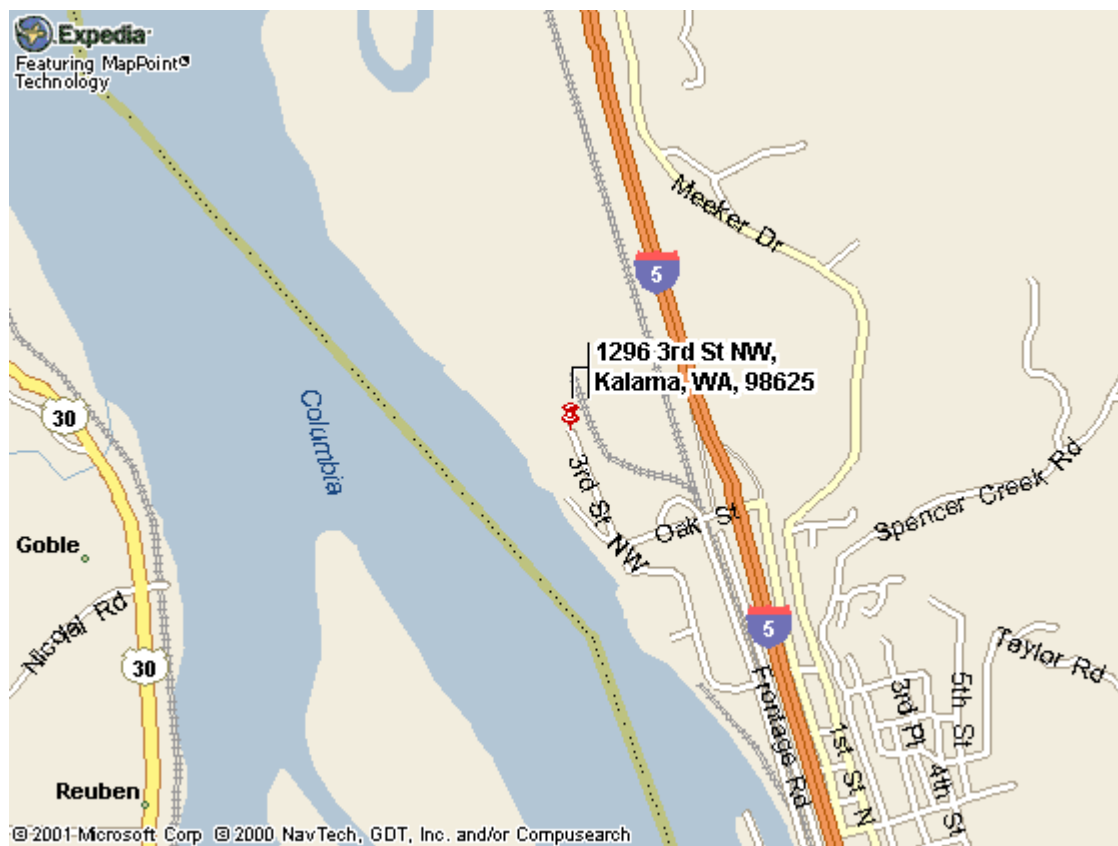 Expedia
Featuring MapPoint®
Technology
Meeker Dr
5
1296 3rd St NW,
Kalama, WA, 98625
30
Columbia
3rd St NW
Oak St
Spencer Creek Rd
Goble
Nicolai Rd
5
30
Taylor Rd
Frontage Rd
3rd Pl
5th St
1st St N
4th St
Reuben
© 2001 Microsoft Corp © 2000 NavTech, GDT, Inc. and/or Compusearch